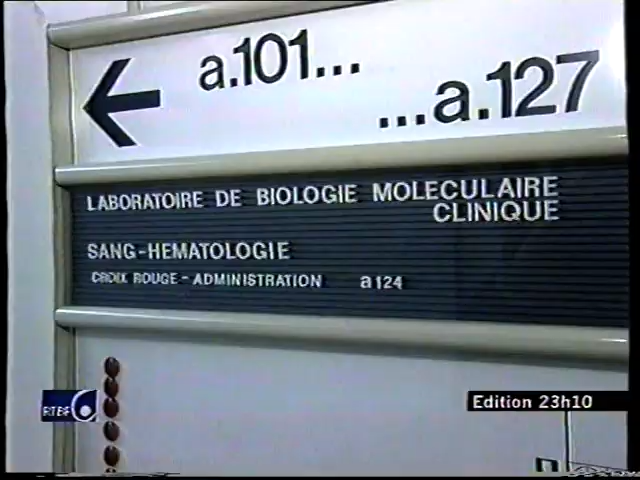 a.101...
...a.127
LABORATOIRE DE BIOLOGIE MOLECULAIRE
CLINIQUE
SANG-HEMATOLOGIE
CROIX ROUGE - ADMINISTRATION a124
RTBF
Edition 23h10